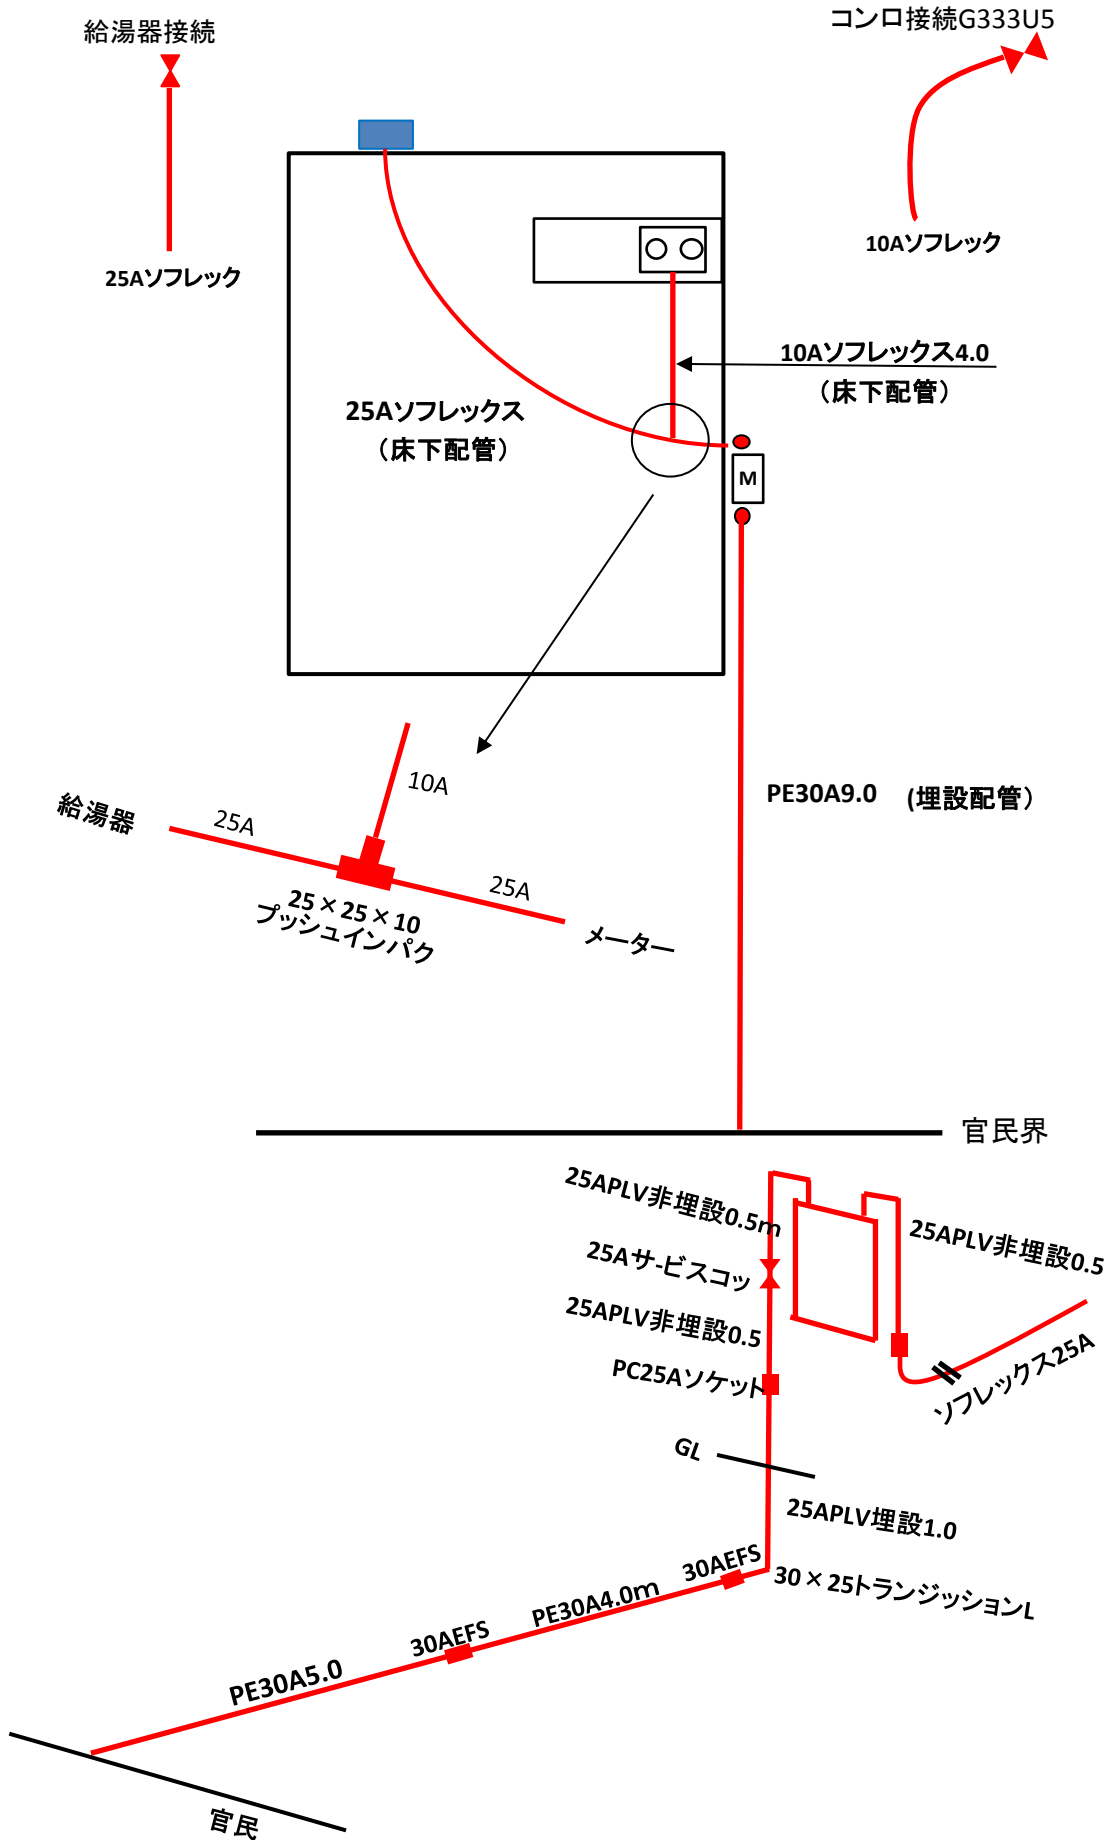 給湯器接続
コンロ接続G333U5
25Aソフレック
10Aソフレック
10Aソフレックス4.0
（床下配管）
25Aソフレックス
（床下配管）
M
PE30A9.0 (埋設配管）
10A
給湯器
25A
25A
25×25×10
プッシュインパク
メーター
官民界
25APLV非埋設0.5m
25APLV非埋設0.5
25Aサ-ビスコッ
25APLV非埋設0.5
PC25Aソケット
ソフレックス25A
GL
25APLV埋設1.0
30AEFS
30×25トランジッションL
PE30A4.0m
30AEFS
PE30A5.0
官民